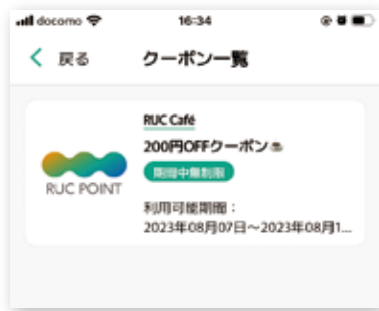 docomo 16:34
戻る クーポン一覧
RUC Café
200円OFFクーポン
期間中無制限
RUC POINT
利用可能期間：
2023年08月07日～2023年08月1...